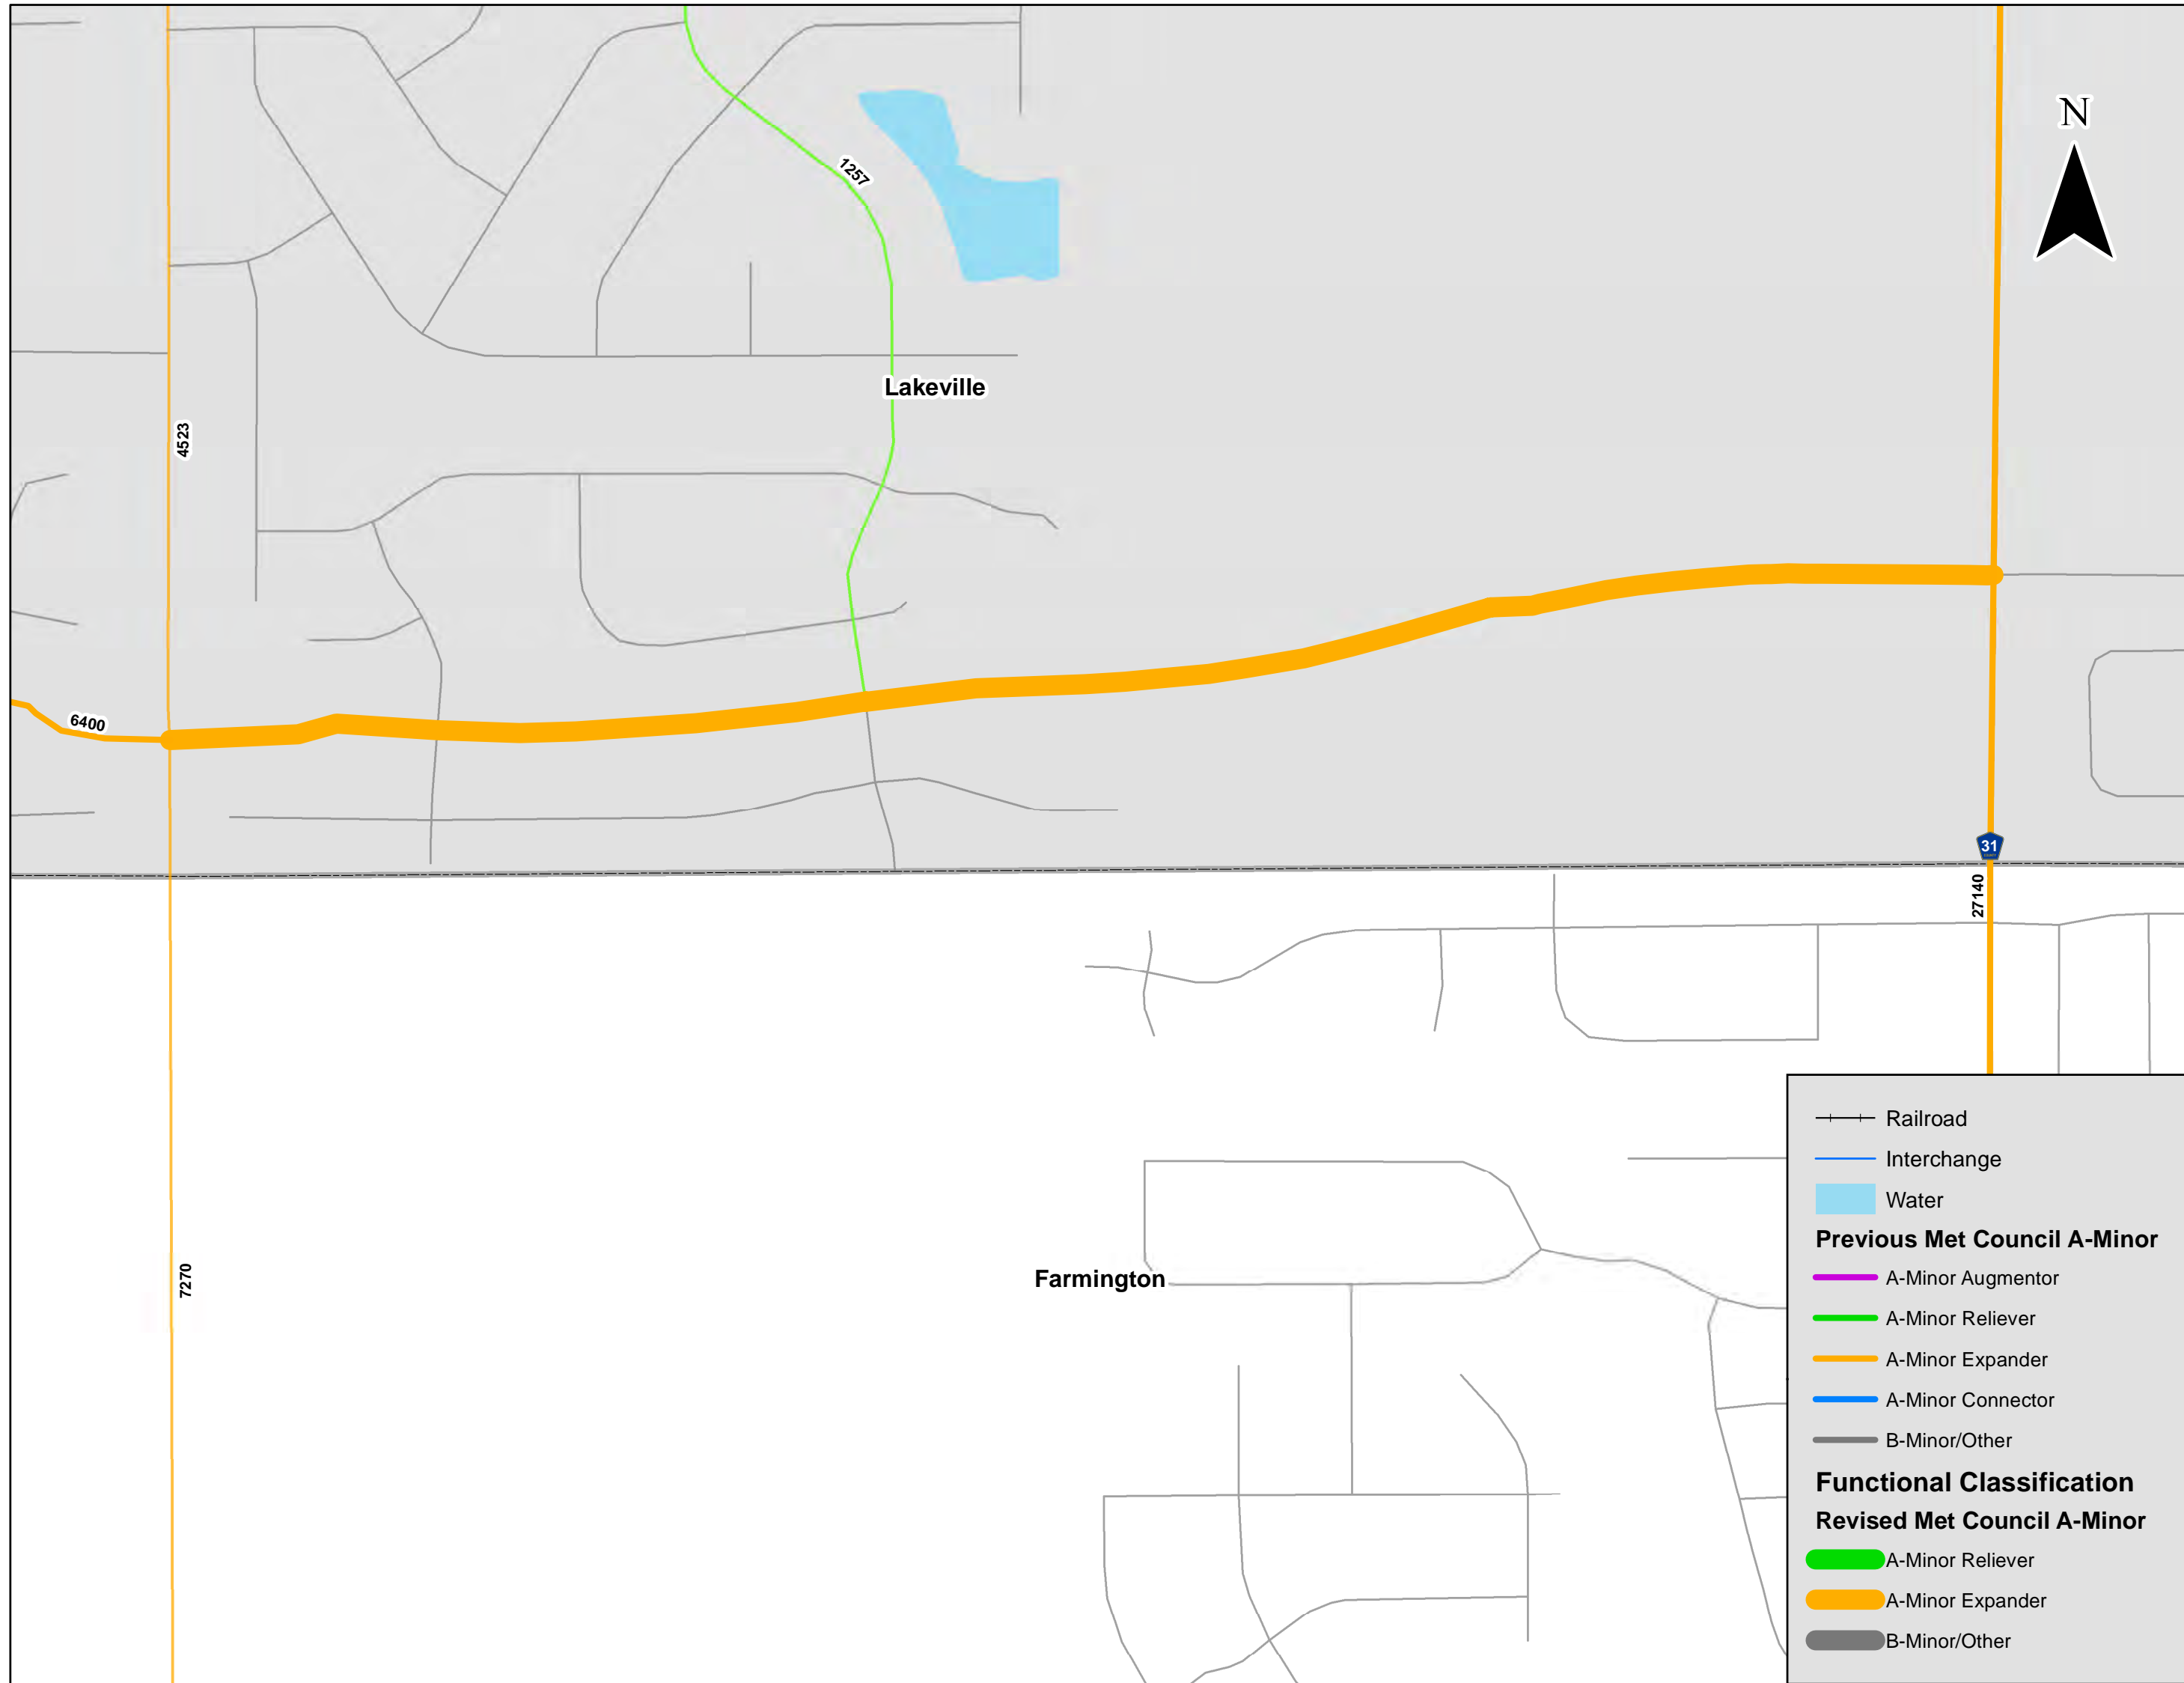 N
1257
Lakeville
4523
6400
31
27140
7270
Farmington
Railroad
Interchange
Water
Previous Met Council A-Minor
A-Minor Augmentor
A-Minor Reliever
A-Minor Expander
A-Minor Connector
B-Minor/Other
Functional Classification
Revised Met Council A-Minor
A-Minor Reliever
A-Minor Expander
B-Minor/Other